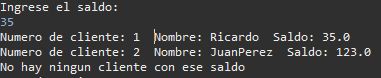 Ingrese el saldo:
35
Numero de cliente: 1  Nombre: Ricardo  Saldo: 35.0
Numero de cliente: 2  Nombre: JuanPerez  Saldo: 123.0
No hay ningun cliente con ese saldo